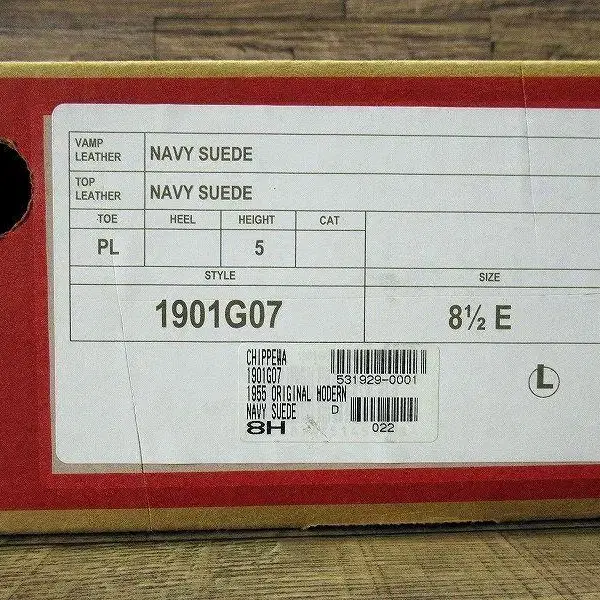 VAMP
LEATHER
NAVY SUEDE
TOP
LEATHER
NAVY SUEDE
TOE HEEL HEIGHT CAT
PL 5
STYLE SIZE
1901G07 8½ E
CHIPPEWA
1901G07 531929-0001
1955 ORIGINAL MODERN
NAVY SUEDE D
8H 022
L